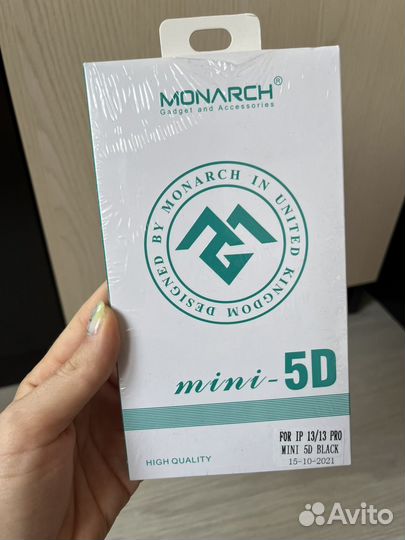 MONARCH®
Gadget and Accessories
DESIGNED BY MONARCH IN UNITED KINGDOM
mini-5D
FOR IP 13/13 PRO
MINI 5D BLACK
15-10-2021
HIGH QUALITY
Avito